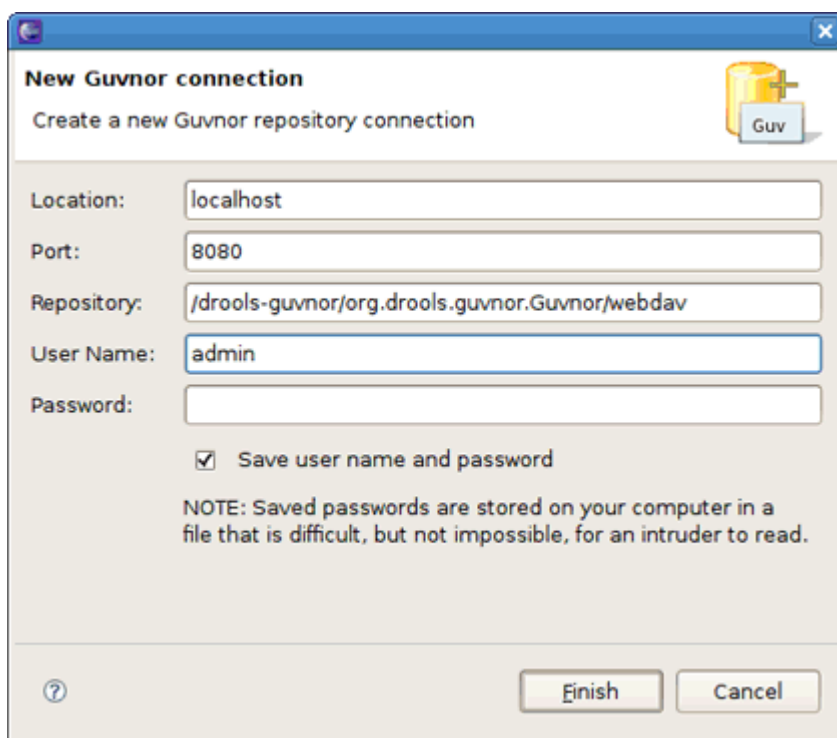 New Guvnor connection
Create a new Guvnor repository connection
Guv
Location: localhost
Port: 8080
Repository: /drools-guvnor/org.drools.guvnor.Guvnor/webdav
User Name: admin
Password:
Save user name and password
NOTE: Saved passwords are stored on your computer in a
file that is difficult, but not impossible, for an intruder to read.
Finish Cancel